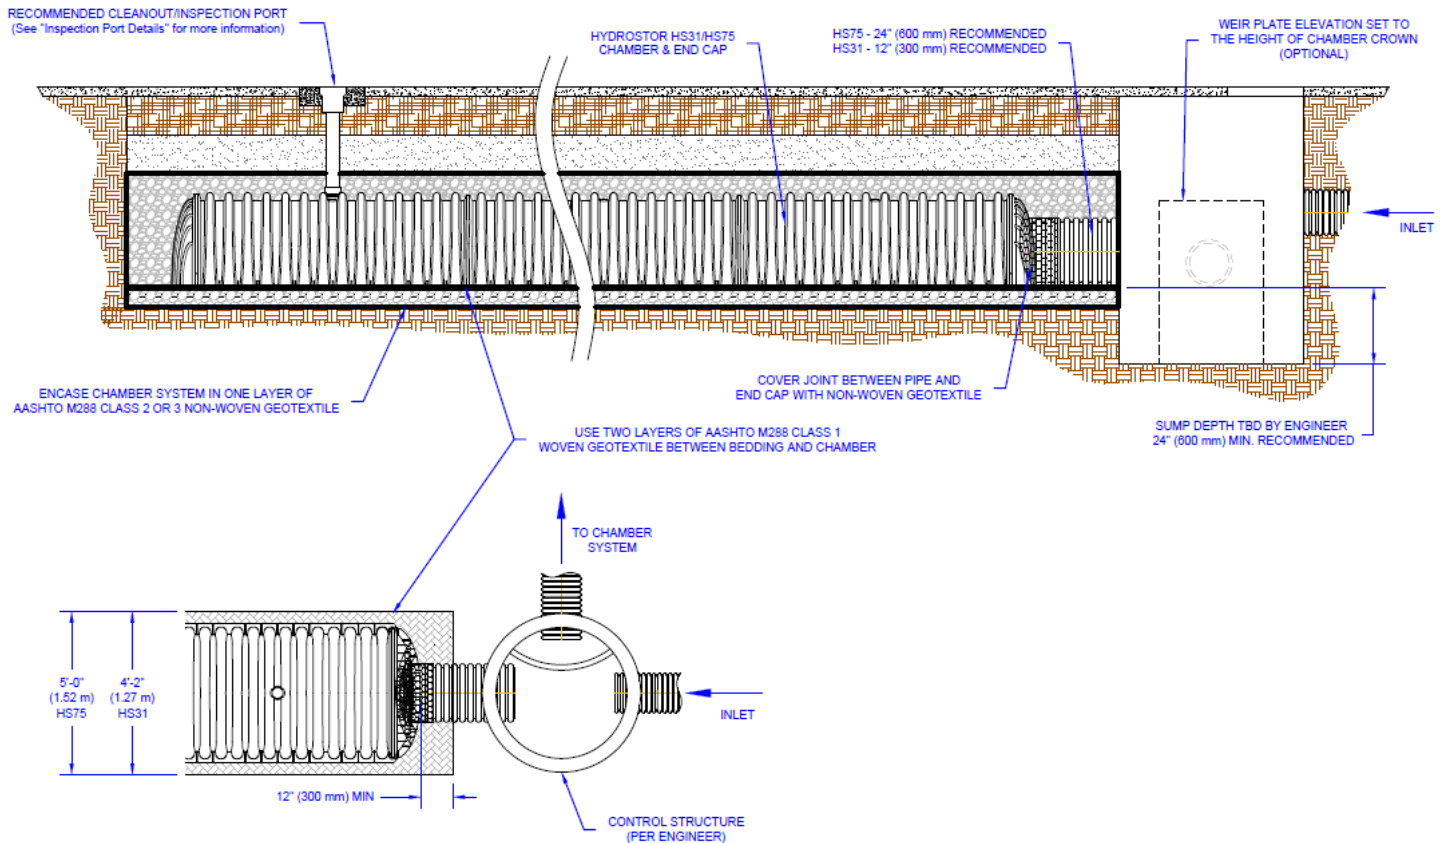 RECOMMENDED CLEANOUT/INSPECTION PORT
(See "Inspection Port Details" for more information)
HYDROSTOR HS31/HS75
CHAMBER & END CAP
HS75 - 24" (600 mm) RECOMMENDED
HS31 - 12" (300 mm) RECOMMENDED
WEIR PLATE ELEVATION SET TO
THE HEIGHT OF CHAMBER CROWN
(OPTIONAL)
INLET
ENCASE CHAMBER SYSTEM IN ONE LAYER OF
AASHTO M288 CLASS 2 OR 3 NON-WOVEN GEOTEXTILE
COVER JOINT BETWEEN PIPE AND
END CAP WITH NON-WOVEN GEOTEXTILE
USE TWO LAYERS OF AASHTO M288 CLASS 1
WOVEN GEOTEXTILE BETWEEN BEDDING AND CHAMBER
SUMP DEPTH TBD BY ENGINEER
24" (600 mm) MIN. RECOMMENDED
TO CHAMBER
SYSTEM
5'-0"
(1.52 m)
HS75
4'-2"
(1.27 m)
HS31
INLET
12" (300 mm) MIN
CONTROL STRUCTURE
(PER ENGINEER)